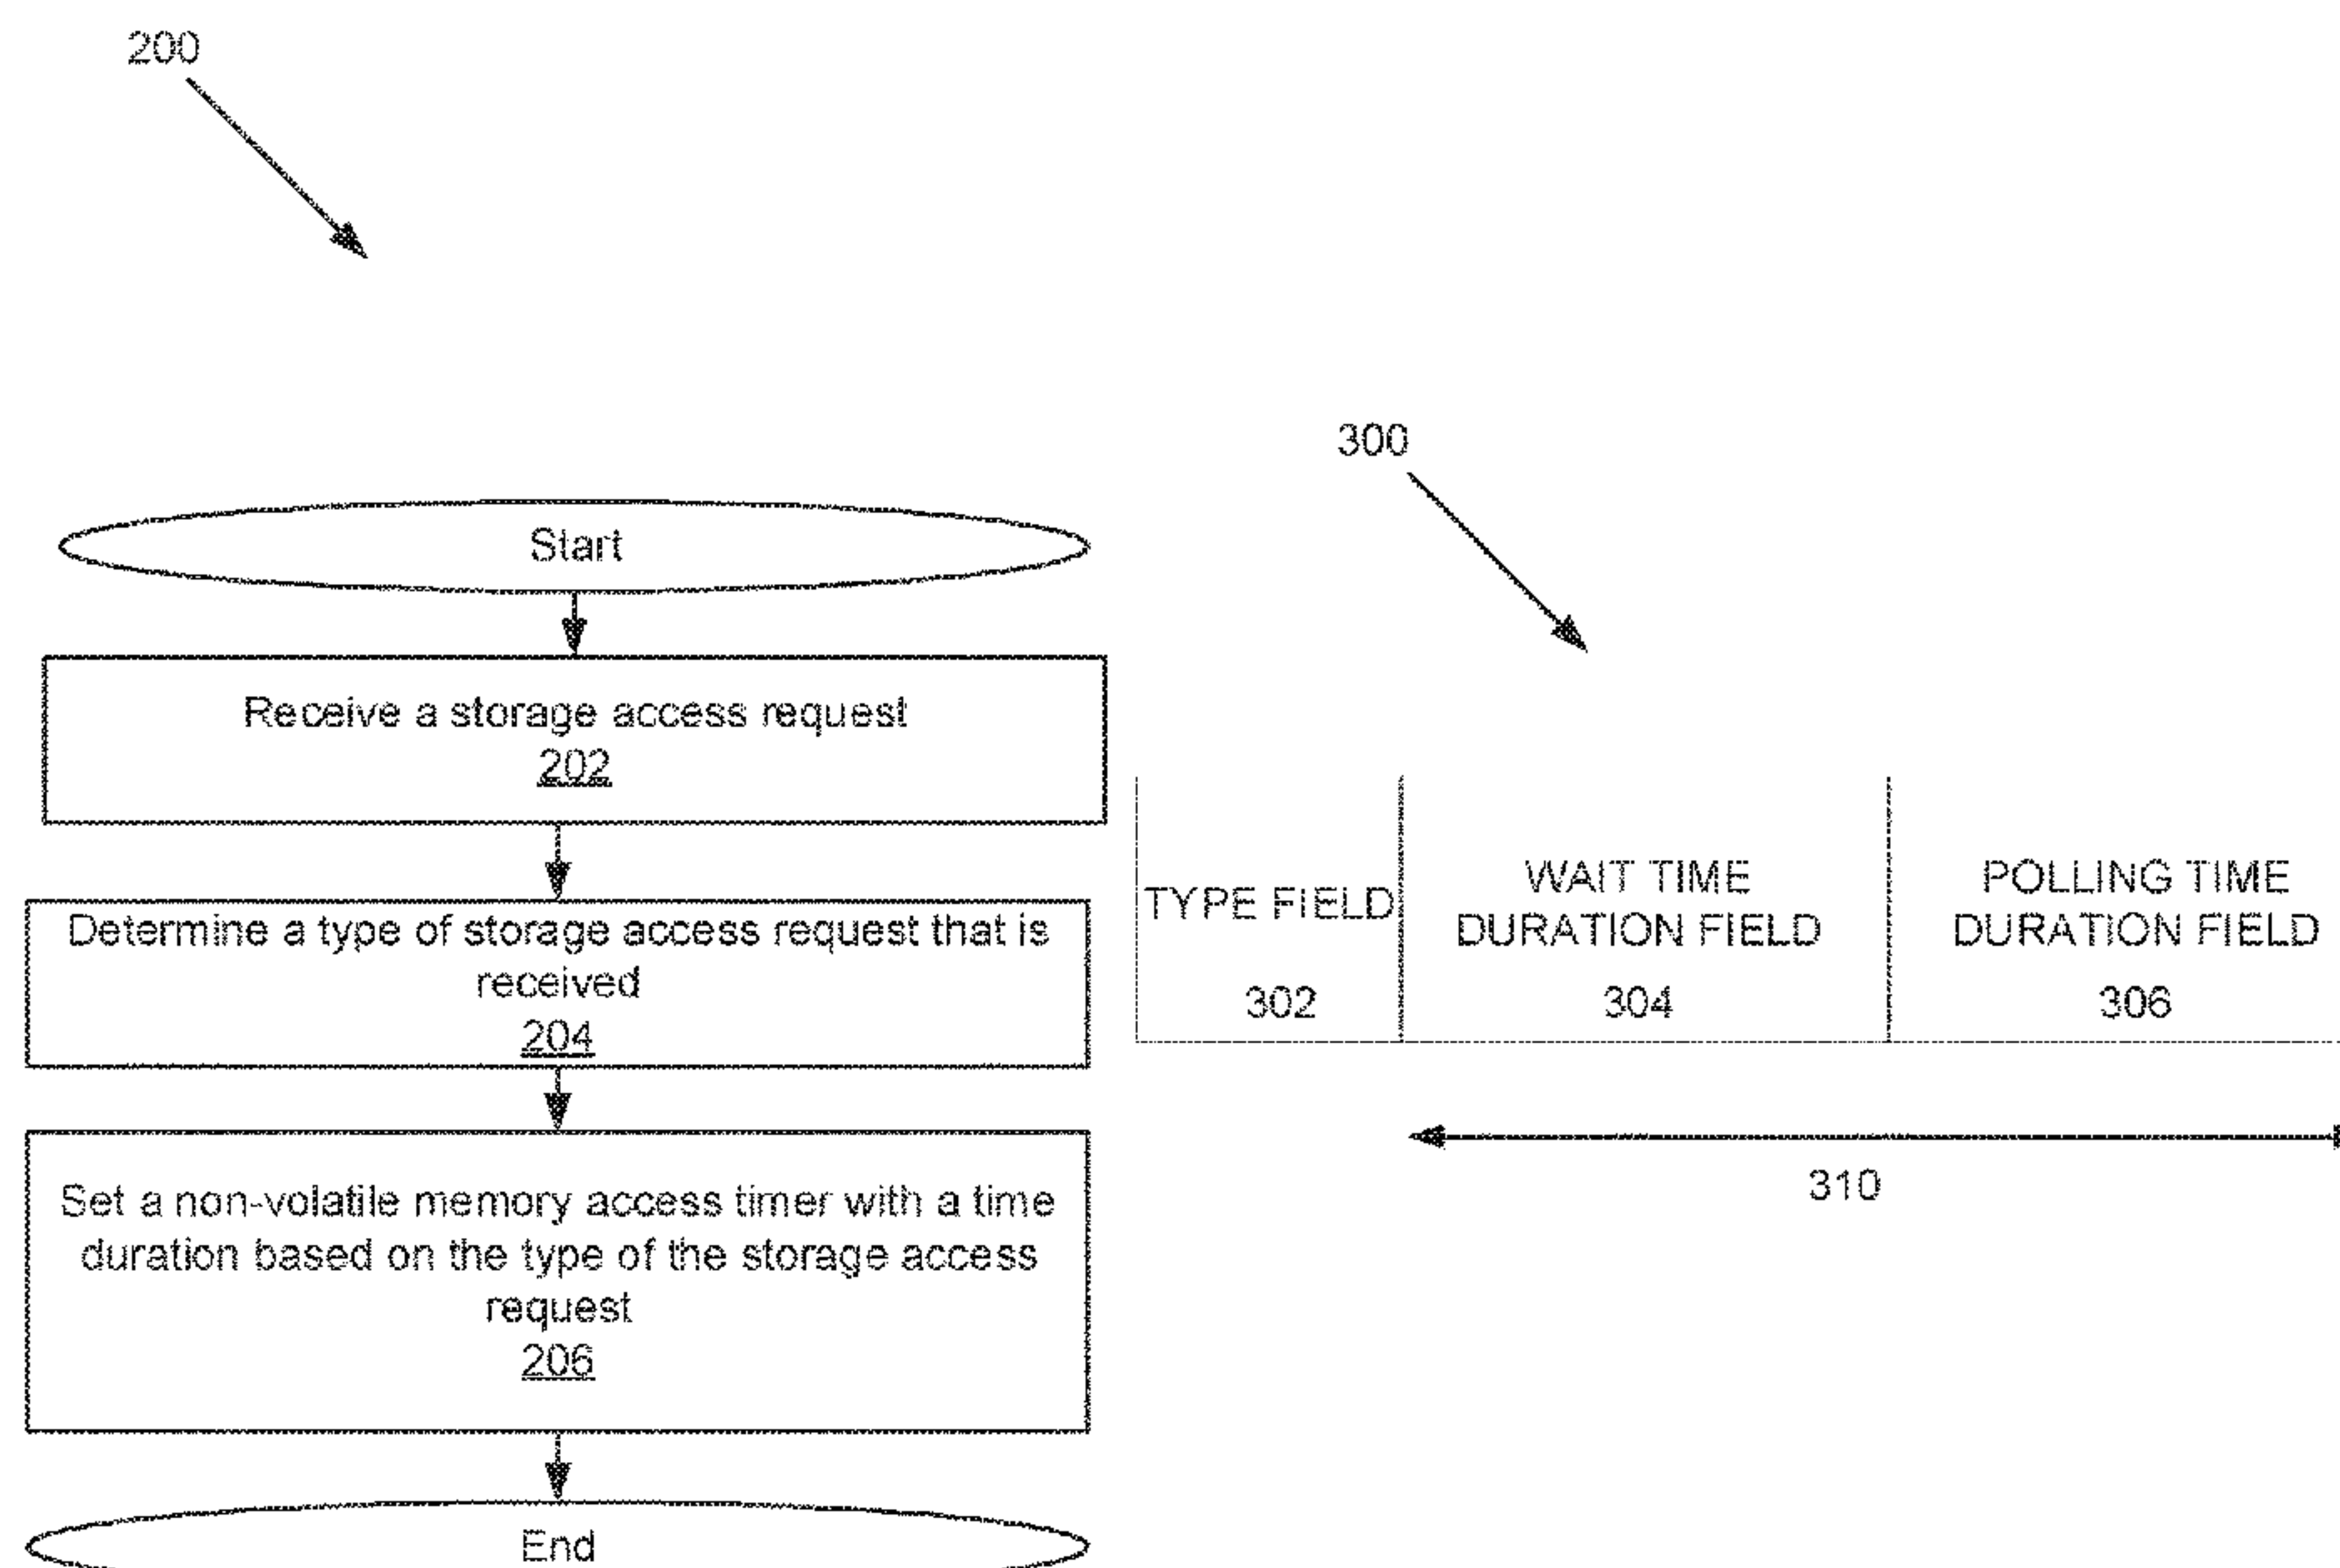 200
Start
Receive a storage access request
202
Determine a type of storage access request that is
received
204
Set a non-volatile memory access timer with a time
duration based on the type of the storage access
request
206
End
300
TYPE FIELD
302
WAIT TIME
DURATION FIELD
304
POLLING TIME
DURATION FIELD
306
310